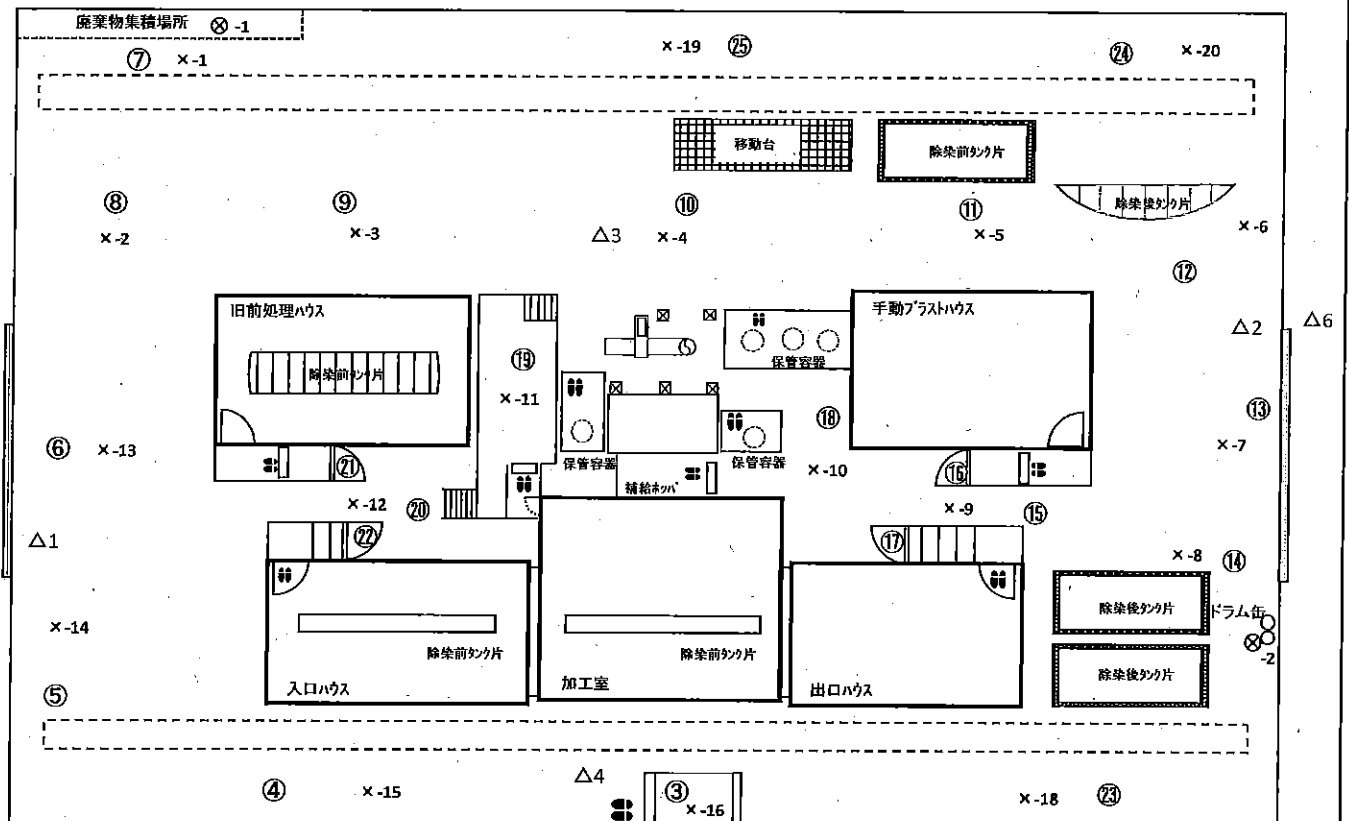 廃棄物集積場所 ⊗-1
⑦ ×-1 ×-19 ㉕ ㉔ ×-20
移動台 除染前タンク片
除染後タンク片
⑧ ⑨ ⑩ ⑪
×-2 ×-3 △3 ×-4 ×-5 ×-6
⑫
旧前処理ハウス 手動ブラストハウス △2 △6
除染前タンク片 ⑲ 保管容器
×-11 ⑱ ⑬
⑥ ×-13 ㉑ 保管容器 保管容器 ×-10 ⑯ ×-7
補給ホッパ
×-12 ⑳ ×-9 ⑮
△1 ㉒ ⑰ ×-8 ⑭
除染後タンク片 ドラム缶
×-14 ⊗-2
除染前タンク片 除染前タンク片 除染後タンク片
⑤ 入口ハウス 加工室 出口ハウス
④ ×-15 △4 ③ ×-16 ×-18 ㉓